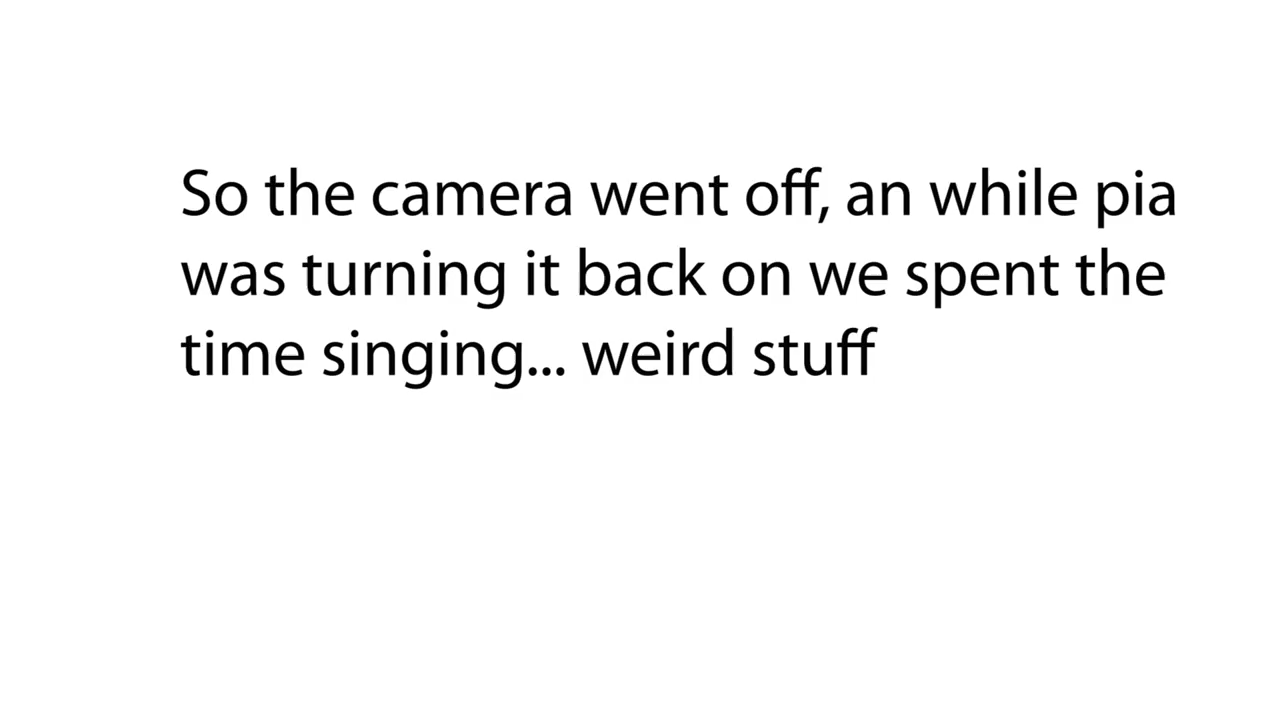 So the camera went off, an while pia
was turning it back on we spent the
time singing... weird stuff